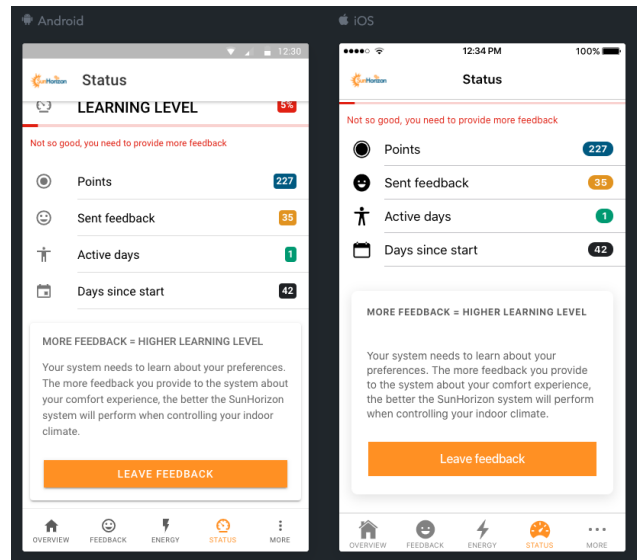 Android
12:30
SunHorizon
Status
LEARNING LEVEL
5%
Not so good, you need to provide more feedback
Points
227
Sent feedback
35
Active days
1
Days since start
42
MORE FEEDBACK = HIGHER LEARNING LEVEL
Your system needs to learn about your preferences.
The more feedback you provide to the system about
your comfort experience, the better the SunHorizon
system will perform when controlling your indoor
climate.
LEAVE FEEDBACK
OVERVIEW
FEEDBACK
ENERGY
STATUS
MORE
iOS
12:34 PM
100%
SunHorizon
Status
Not so good, you need to provide more feedback
Points
227
Sent feedback
35
Active days
1
Days since start
42
MORE FEEDBACK = HIGHER LEARNING LEVEL
Your system needs to learn about your
preferences. The more feedback you provide
to the system about your comfort experience,
the better the SunHorizon system will perform
when controlling your indoor climate.
Leave feedback
OVERVIEW
FEEDBACK
ENERGY
STATUS
MORE